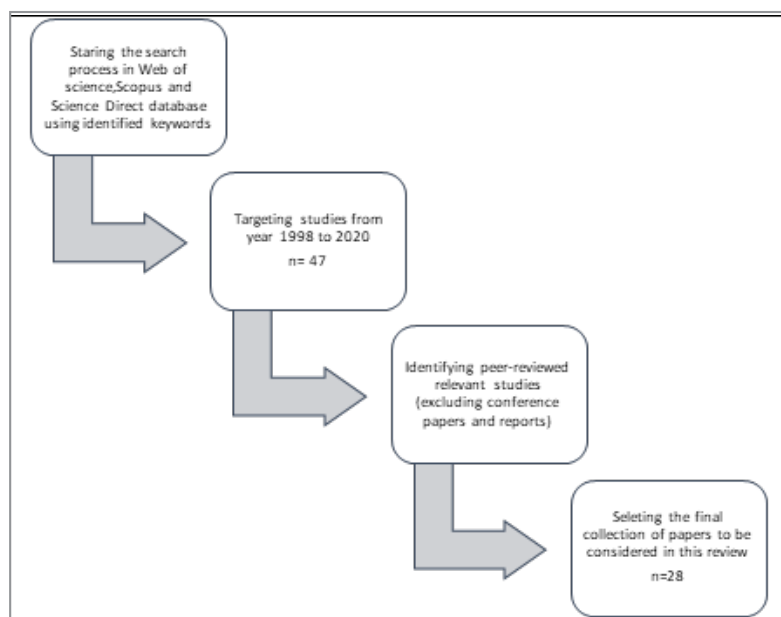 Staring the search
process in Web of
science,Scopus and
Science Direct database
using identified keywords
Targeting studies from
year 1998 to 2020
n= 47
Identifying peer-reviewed
relevant studies
(excluding conference
papers and reports)
Seleting the final
collection of papers to be
considered in this review
n=28